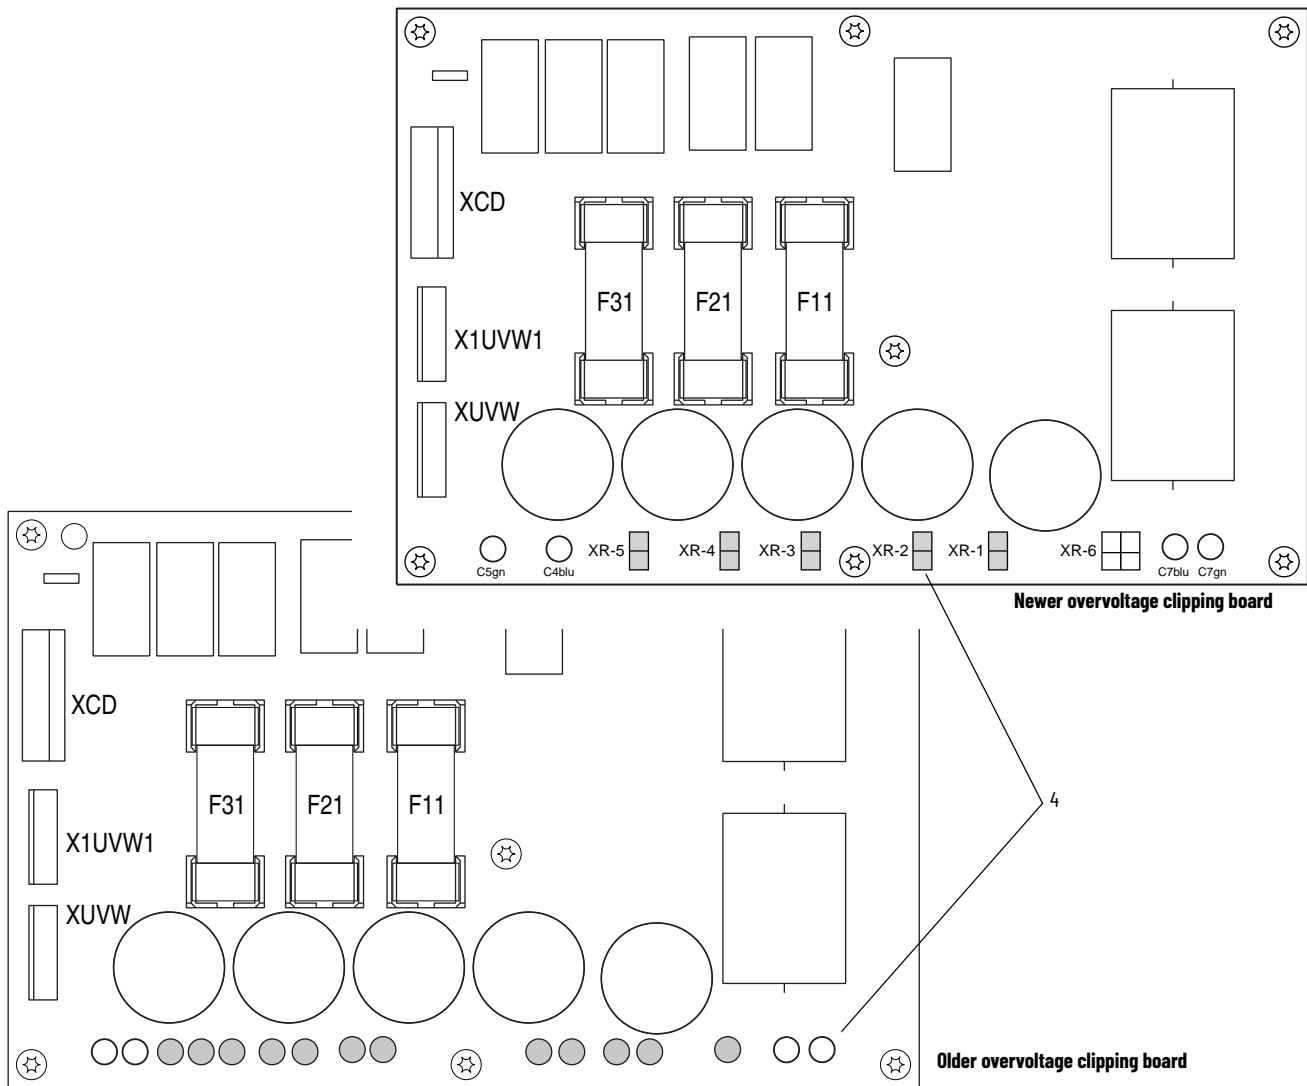 XCD
F31 F21 F11
X1UVW1
XUVW
XR-5 XR-4 XR-3 XR-2 XR-1 XR-6
C5gn C4blu C7blu C7gn
Newer overvoltage clipping board
XCD
4
F31 F21 F11
X1UVW1
XUVW
Older overvoltage clipping board